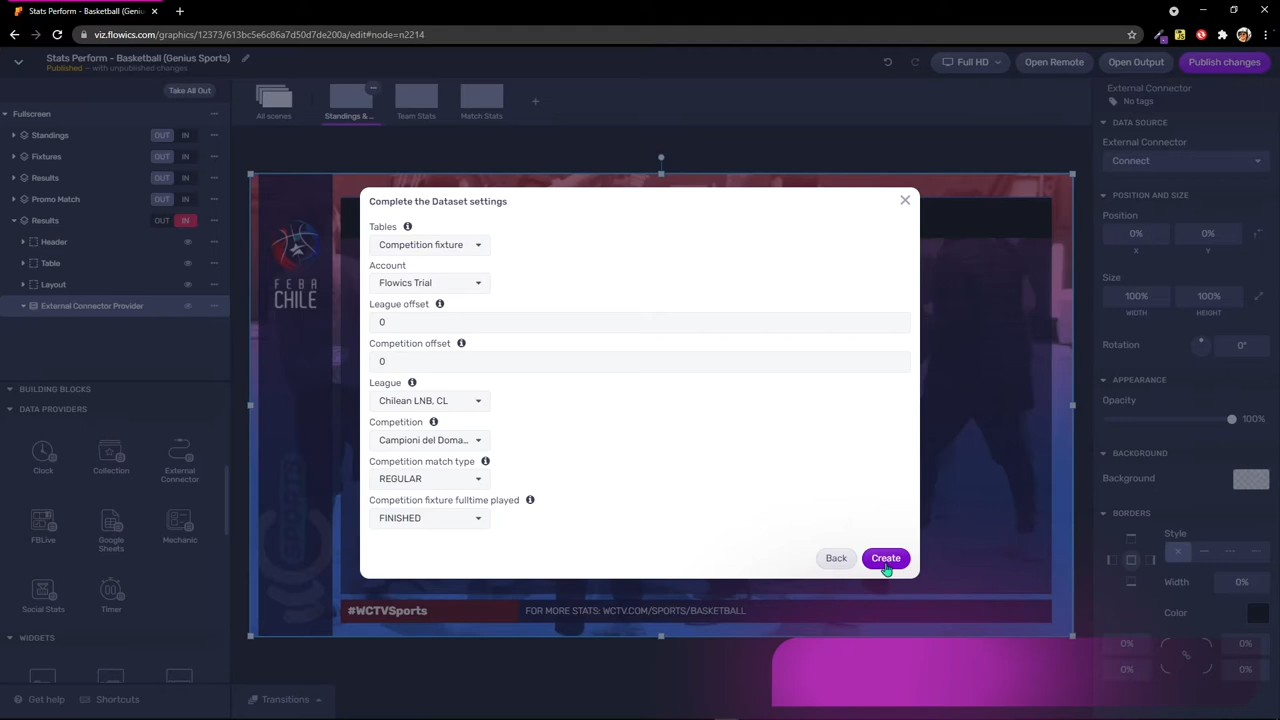 Stats Perform - Basketball (Geniu
viz.flowics.com/graphics/12373/613bc5e6c86a7d50d7de200a/edit#node=n2214
Stats Perform – Basketball (Genius Sports)
Published — with unpublished changes
Full HD
Open Remote
Open Output
Publish changes
Take All Out
All scenes
Standings & ...
Team Stats
Match Stats
Fullscreen
Standings OUT IN
Fixtures OUT IN
Results OUT IN
Promo Match OUT IN
Results OUT IN
Header
Table
Layout
External Connector Provider
BUILDING BLOCKS
DATA PROVIDERS
Clock
Collection
External Connector
FBLive
Google Sheets
Mechanic
Social Stats
Timer
WIDGETS
Get help
Shortcuts
Transitions
FEBA
CHILE
Complete the Dataset settings
Tables
Competition fixture
Account
Flowics Trial
League offset
0
Competition offset
0
League
Chilean LNB, CL
Competition
Campioni del Doma...
Competition match type
REGULAR
Competition fixture fulltime played
FINISHED
Back
Create
#WCTVSports
FOR MORE STATS: WCTV.COM/SPORTS/BASKETBALL
External Connector
No tags
DATA SOURCE
External Connector
Connect
POSITION AND SIZE
Position
0%
0%
X
Y
Size
100%
100%
WIDTH
HEIGHT
Rotation
0°
APPEARANCE
Opacity
100%
BACKGROUND
Background
BORDERS
Style
Width
0%
Color
0%
0%
0%
0%